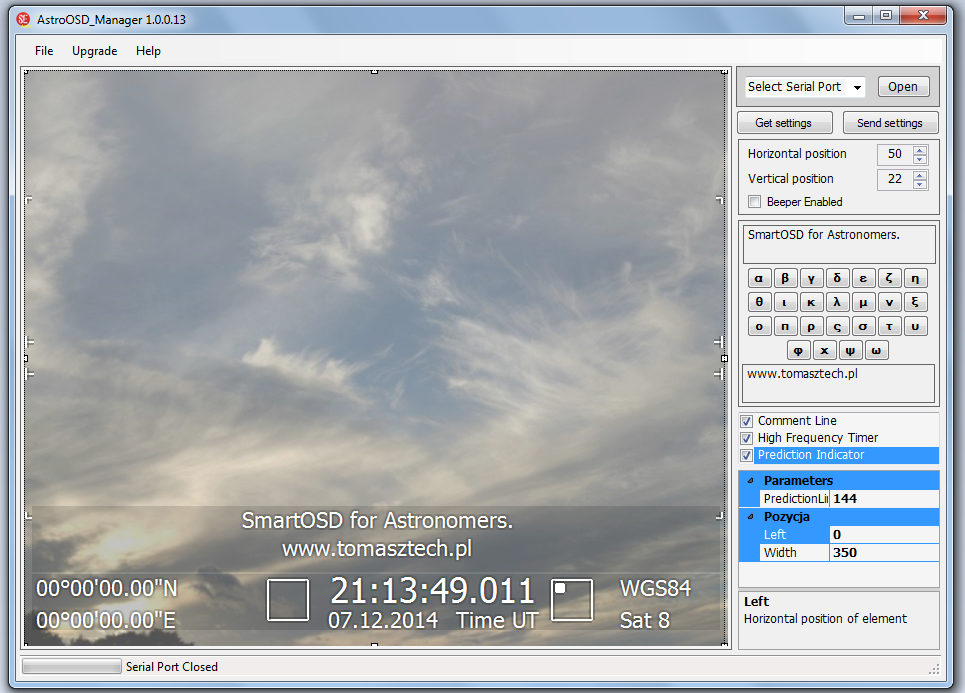 AstroOSD_Manager 1.0.0.13
File Upgrade Help
Select Serial Port Open
Get settings Send settings
Horizontal position 50
Vertical position 22
Beeper Enabled
SmartOSD for Astronomers.
α β γ δ ε ζ η
θ ι κ λ μ ν ξ
ο π ρ ς σ τ υ
φ χ ψ ω
www.tomasztech.pl
Comment Line
High Frequency Timer
Prediction Indicator
Parameters
PredictionLi 144
Pozycja
Left 0
Width 350
Left
Horizontal position of element
SmartOSD for Astronomers.
www.tomasztech.pl
00°00'00.00"N 21:13:49.011 WGS84
00°00'00.00"E 07.12.2014 Time UT Sat 8
Serial Port Closed